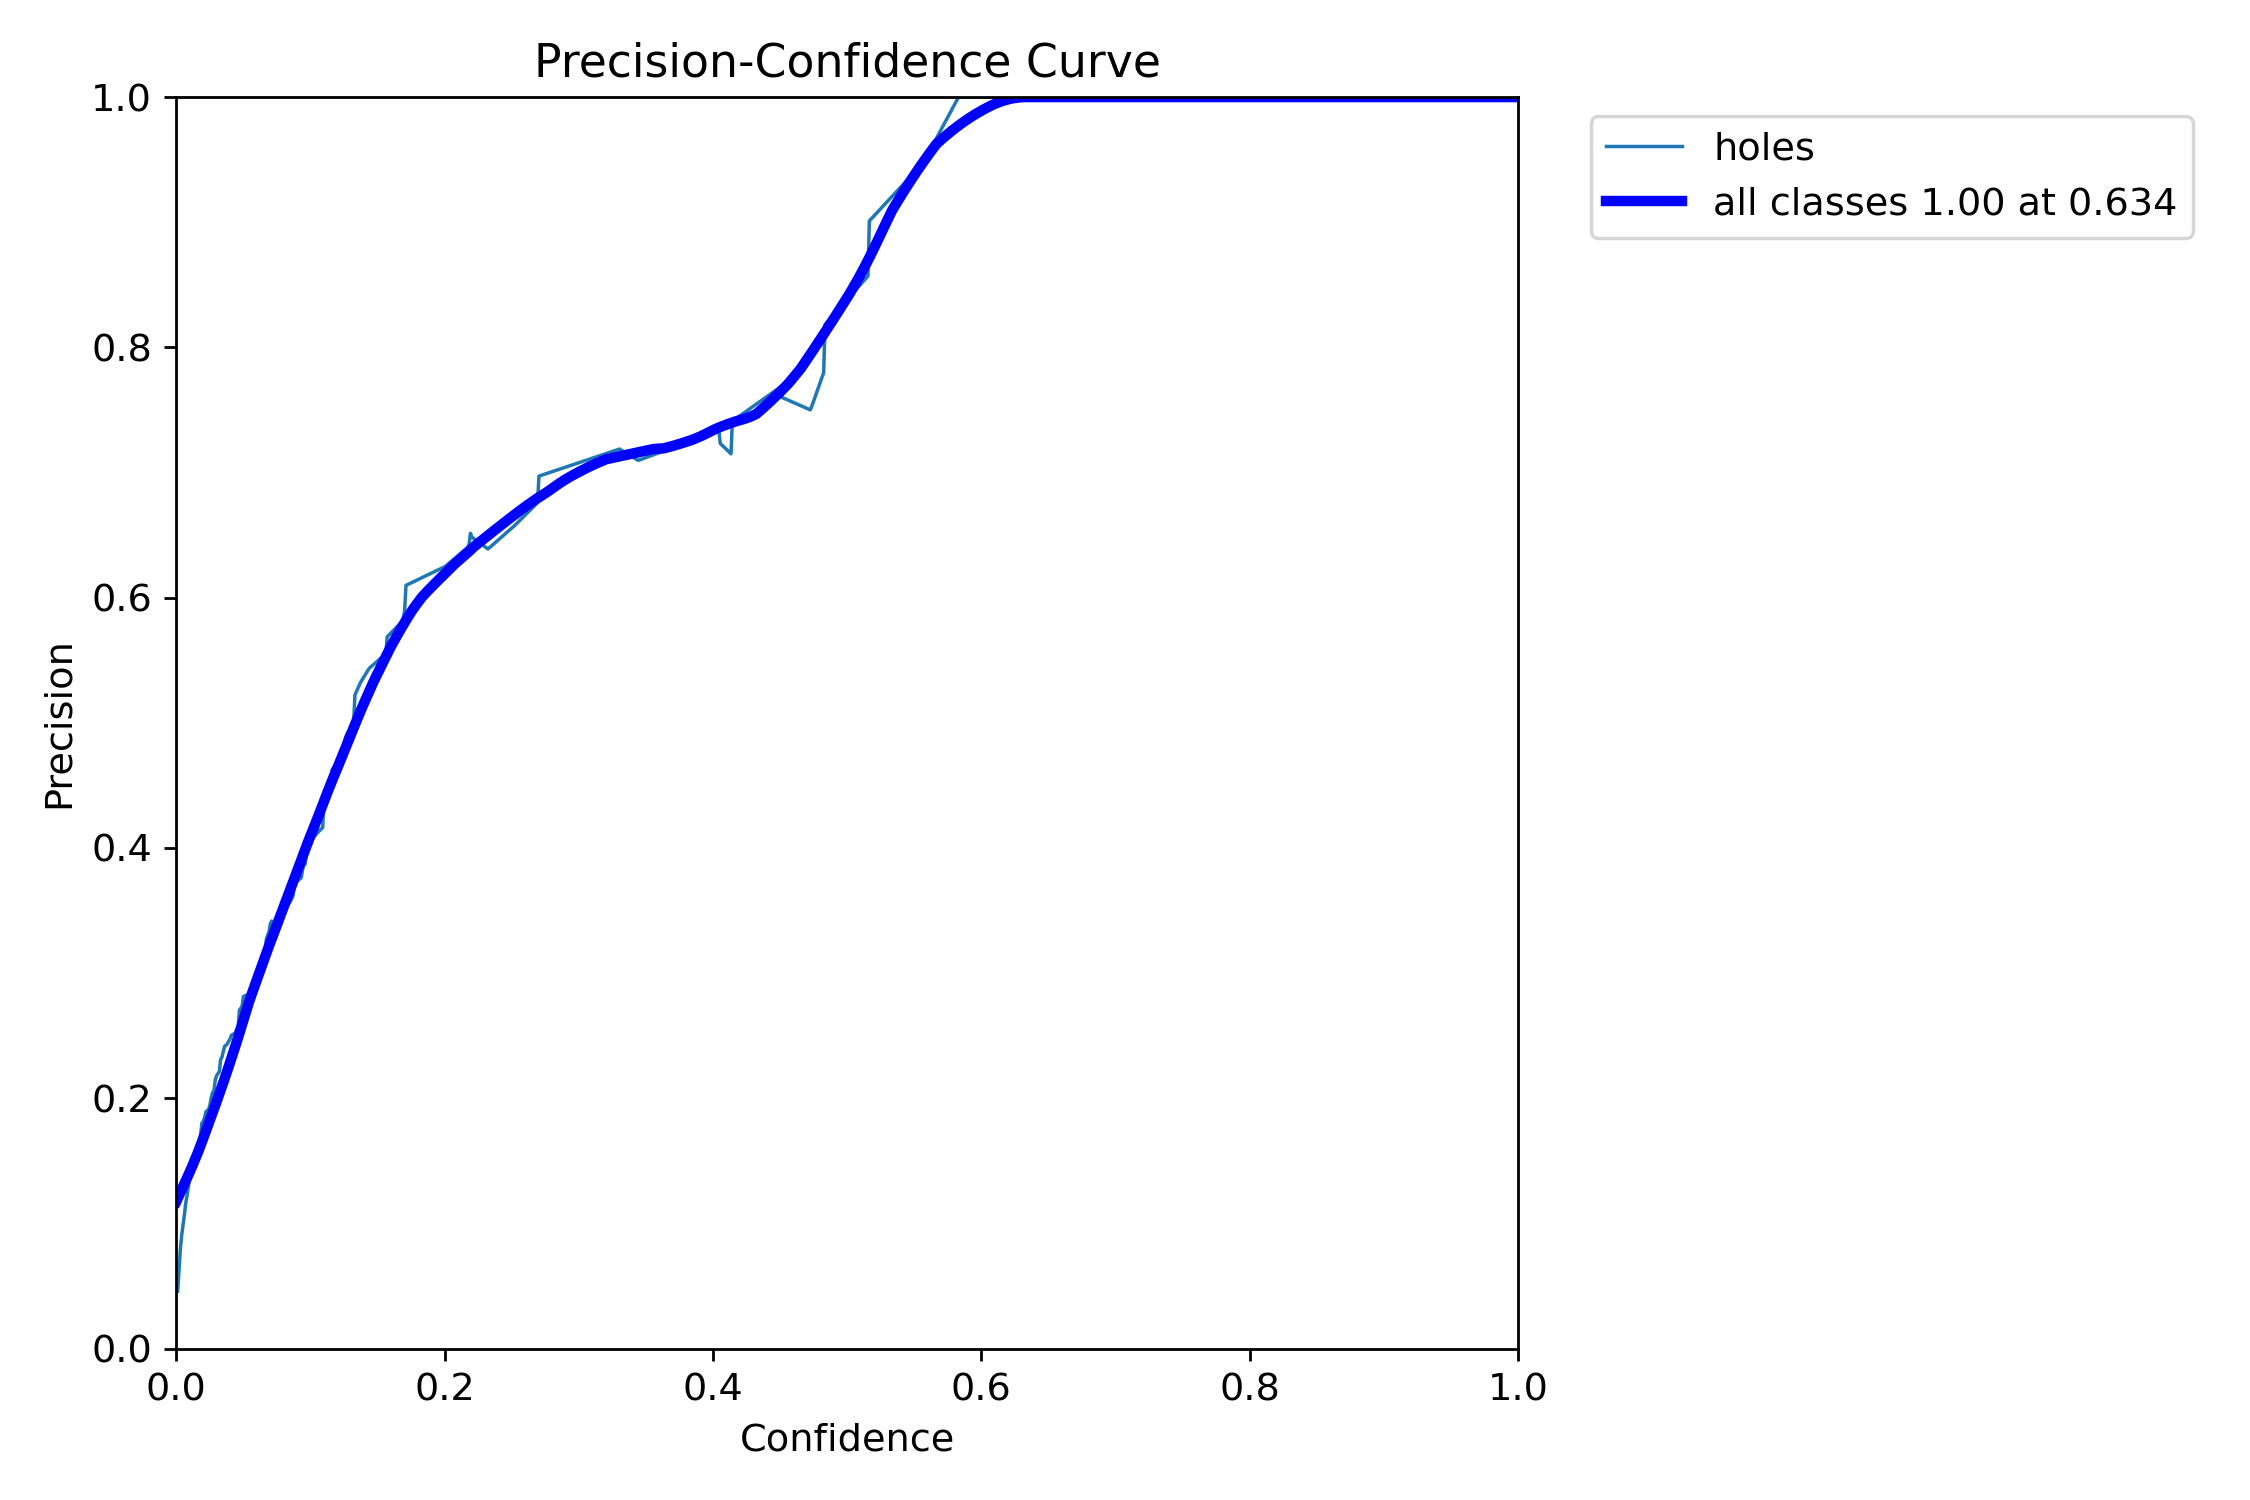 Precision-Confidence Curve
1.0
0.8
0.6
0.4
0.2
0.0
Precision
0.0 0.2 0.4 0.6 0.8 1.0
Confidence
holes
all classes 1.00 at 0.634